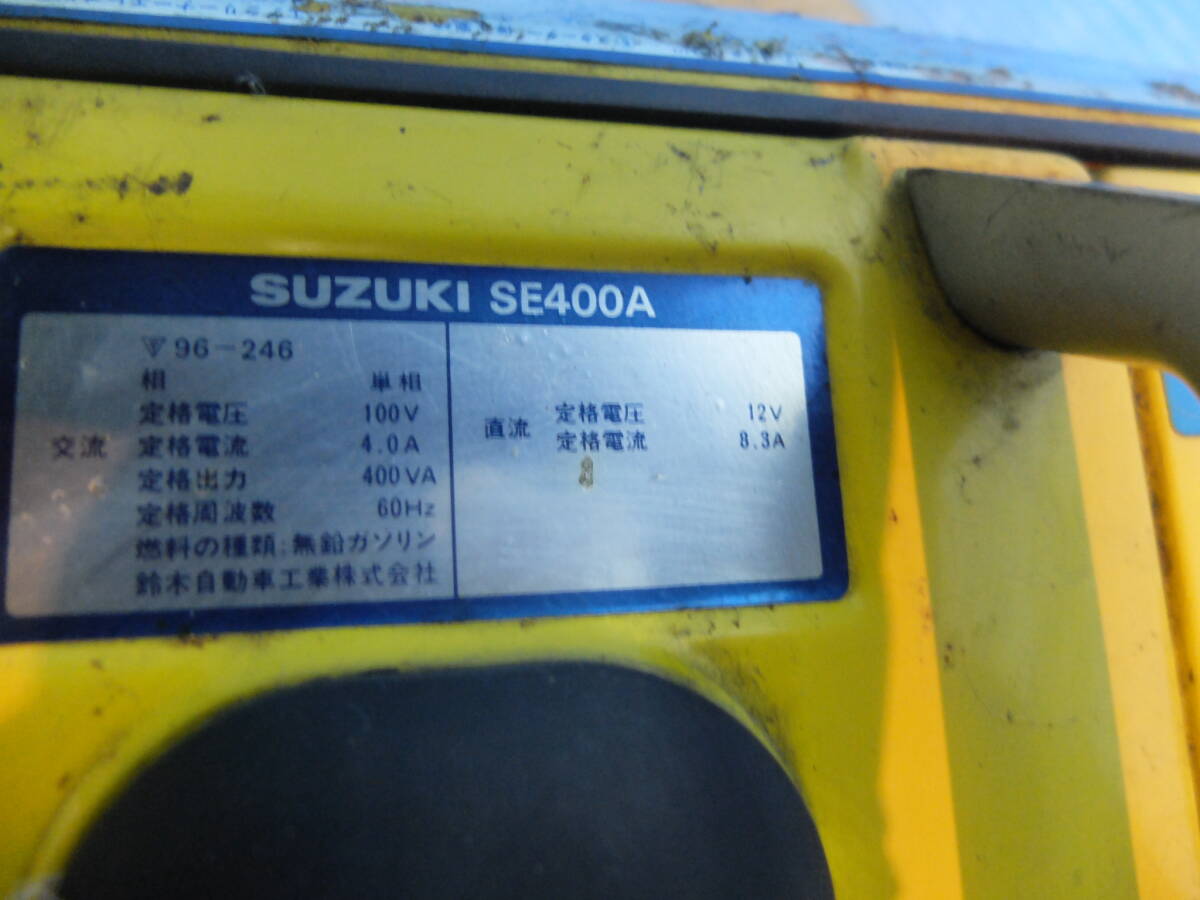 SUZUKI SE400A
〒96-246
相 単相
定格電圧 100V
交流 定格電流 4.0A
定格出力 400VA
定格周波数 60Hz
燃料の種類:無鉛ガソリン
鈴木自動車工業株式会社
定格電圧 12V
直流 定格電流 8.3A